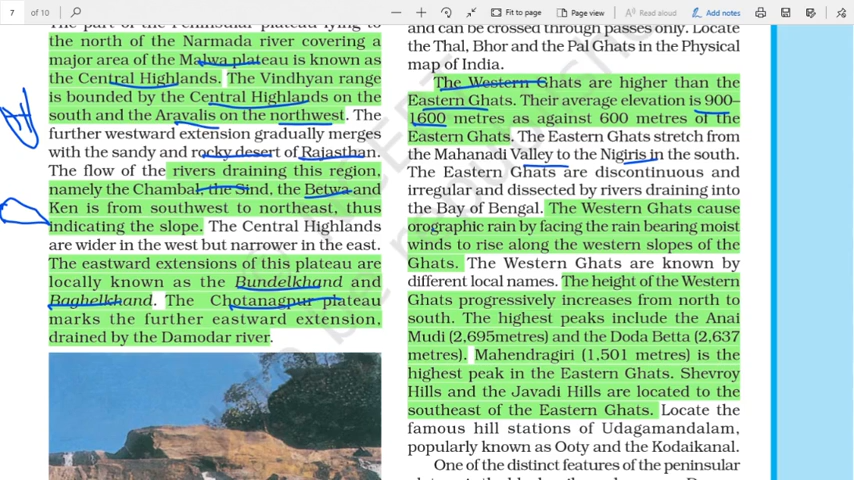 7 of 10
Fit to page
Page view
Read aloud
Add notes
The part of the Peninsular plateau lying to
the north of the Narmada river covering a
major area of the Malwa plateau is known as
the Central Highlands. The Vindhyan range
is bounded by the Central Highlands on the
south and the Aravalis on the northwest. The
further westward extension gradually merges
with the sandy and rocky desert of Rajasthan.
The flow of the rivers draining this region,
namely the Chambal, the Sind, the Betwa and
Ken is from southwest to northeast, thus
indicating the slope. The Central Highlands
are wider in the west but narrower in the east.
The eastward extensions of this plateau are
locally known as the Bundelkhand and
Baghelkhand. The Chotanagpur plateau
marks the further eastward extension,
drained by the Damodar river.
and can be crossed through passes only. Locate
the Thal, Bhor and the Pal Ghats in the Physical
map of India.
The Western Ghats are higher than the
Eastern Ghats. Their average elevation is 900–
1600 metres as against 600 metres of the
Eastern Ghats. The Eastern Ghats stretch from
the Mahanadi Valley to the Nigiris in the south.
The Eastern Ghats are discontinuous and
irregular and dissected by rivers draining into
the Bay of Bengal. The Western Ghats cause
orographic rain by facing the rain bearing moist
winds to rise along the western slopes of the
Ghats. The Western Ghats are known by
different local names. The height of the Western
Ghats progressively increases from north to
south. The highest peaks include the Anai
Mudi (2,695metres) and the Doda Betta (2,637
metres). Mahendragiri (1,501 metres) is the
highest peak in the Eastern Ghats. Shevroy
Hills and the Javadi Hills are located to the
southeast of the Eastern Ghats. Locate the
famous hill stations of Udagamandalam,
popularly known as Ooty and the Kodaikanal.
One of the distinct features of the peninsular